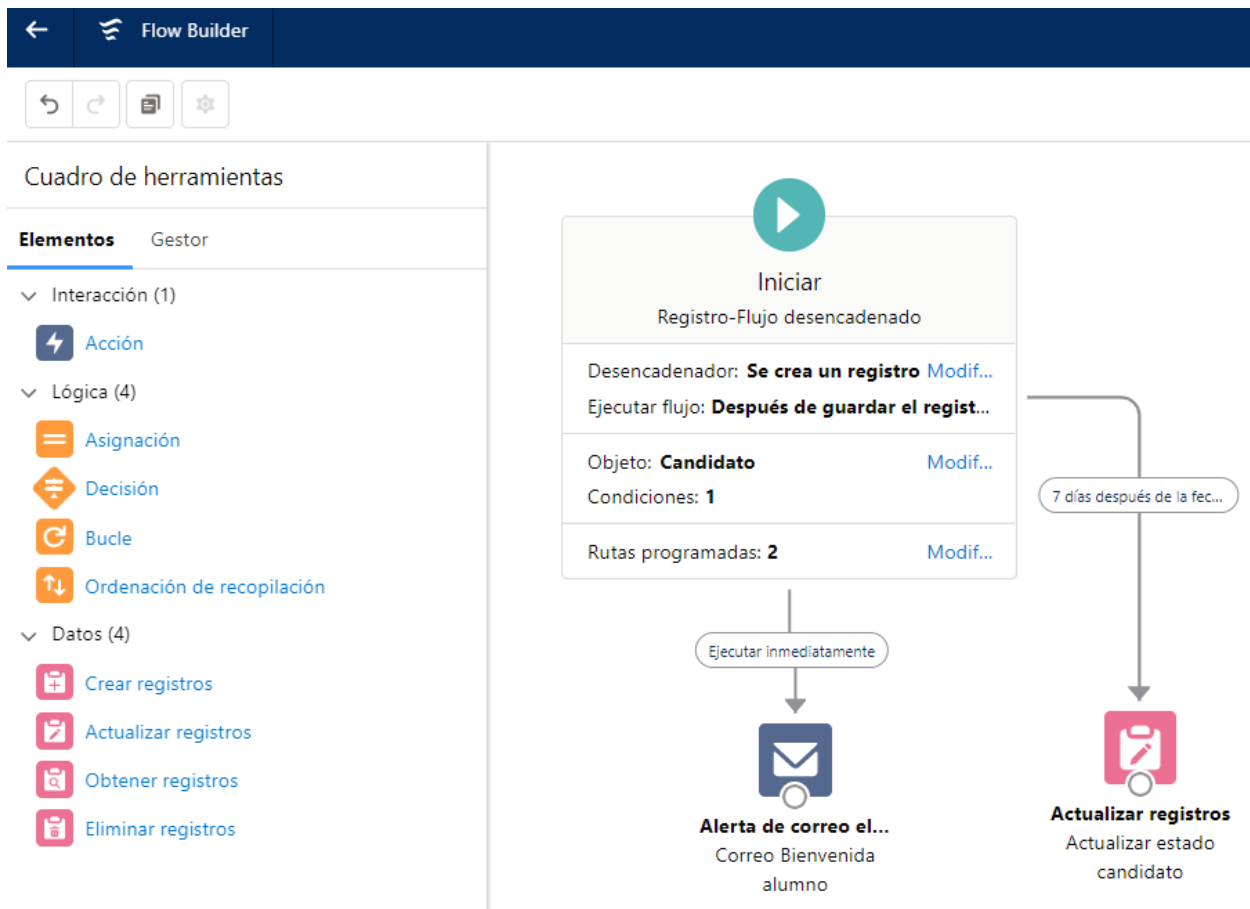 Flow Builder
Cuadro de herramientas
Elementos
Gestor
Interacción (1)
Acción
Lógica (4)
Asignación
Decisión
Bucle
Ordenación de recopilación
Datos (4)
Crear registros
Actualizar registros
Obtener registros
Eliminar registros
Iniciar
Registro-Flujo desencadenado
Desencadenador: Se crea un registro Modif...
Ejecutar flujo: Después de guardar el regist...
Objeto: Candidato Modif...
Condiciones: 1
Rutas programadas: 2 Modif...
7 días después de la fec...
Ejecutar inmediatamente
Alerta de correo el...
Correo Bienvenida
alumno
Actualizar registros
Actualizar estado
candidato